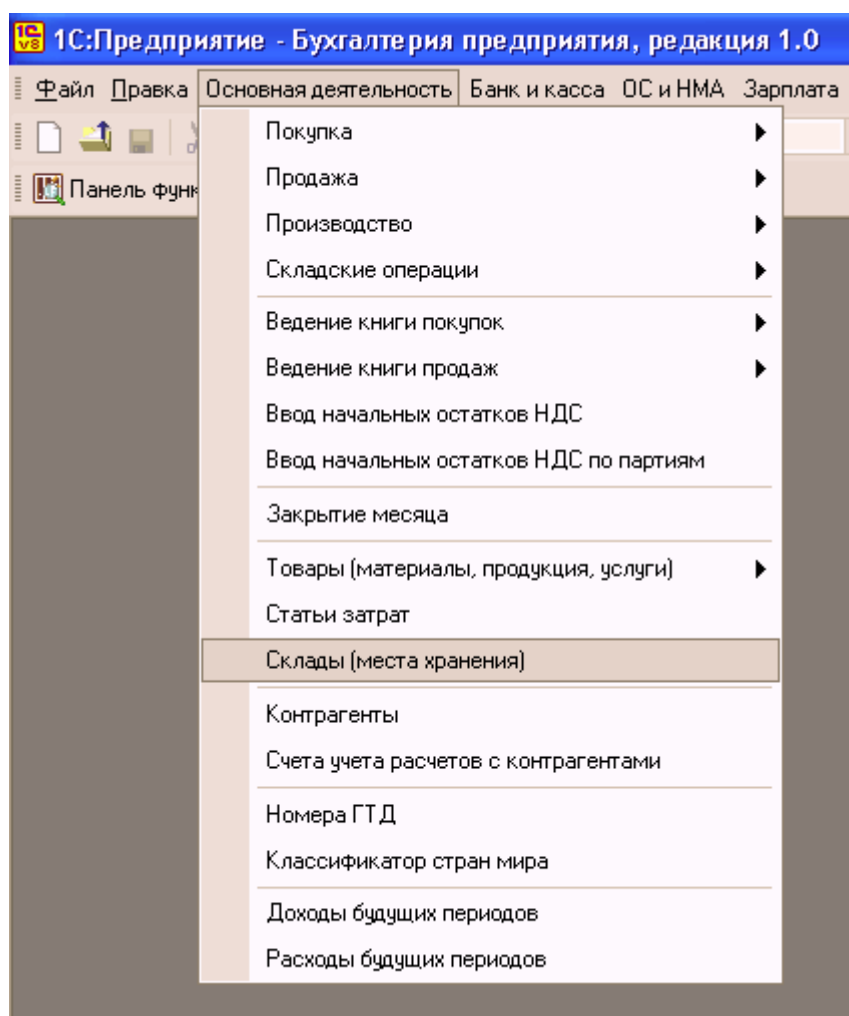 1С:Предприятие - Бухгалтерия предприятия, редакция 1.0
Файл Правка Основная деятельность Банк и касса ОС и НМА Зарплата
Покупка
Продажа
Панель
Производство
Складские операции
Ведение книги покупок
Ведение книги продаж
Ввод начальных остатков НДС
Ввод начальных остатков НДС по партиям
Закрытие месяца
Товары (материалы, продукция, услуги)
Статьи затрат
Склады (места хранения)
Контрагенты
Счета учета расчетов с контрагентами
Номера ГТД
Классификатор стран мира
Доходы будущих периодов
Расходы будущих периодов